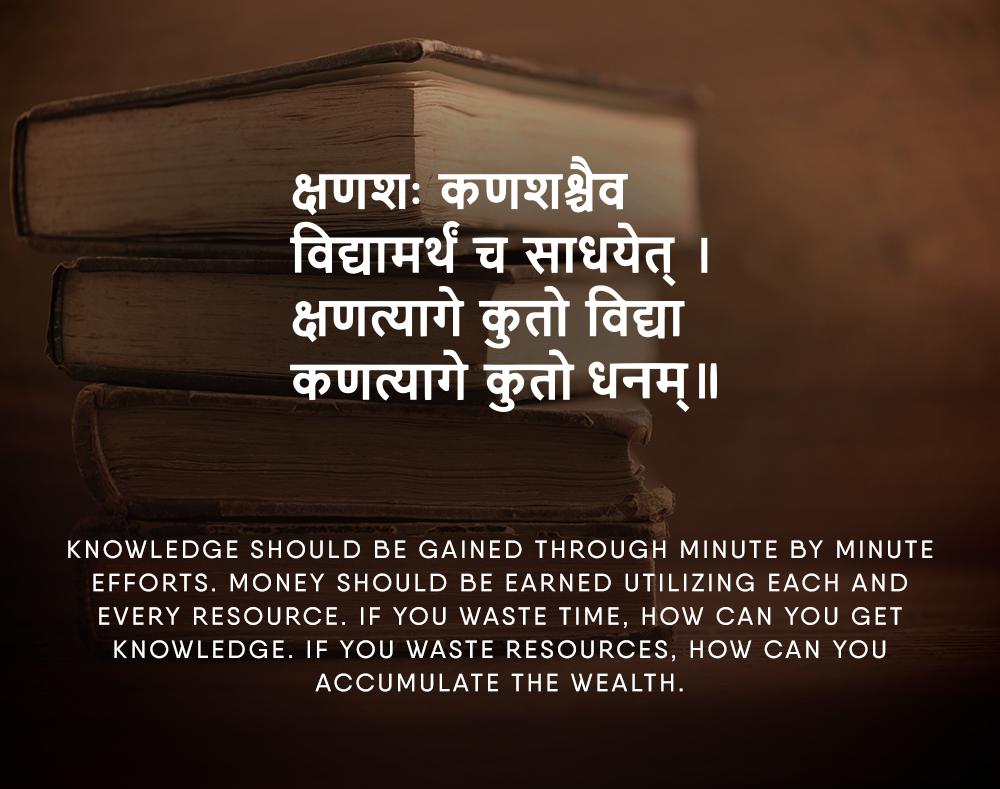 क्षणशः कणशश्चैव
विद्यामर्थं च साधयेत् ।
क्षणत्यागे कुतो विद्या
कणत्यागे कुतो धनम्॥
KNOWLEDGE SHOULD BE GAINED THROUGH MINUTE BY MINUTE
EFFORTS. MONEY SHOULD BE EARNED UTILIZING EACH AND
EVERY RESOURCE. IF YOU WASTE TIME, HOW CAN YOU GET
KNOWLEDGE. IF YOU WASTE RESOURCES, HOW CAN YOU
ACCUMULATE THE WEALTH.